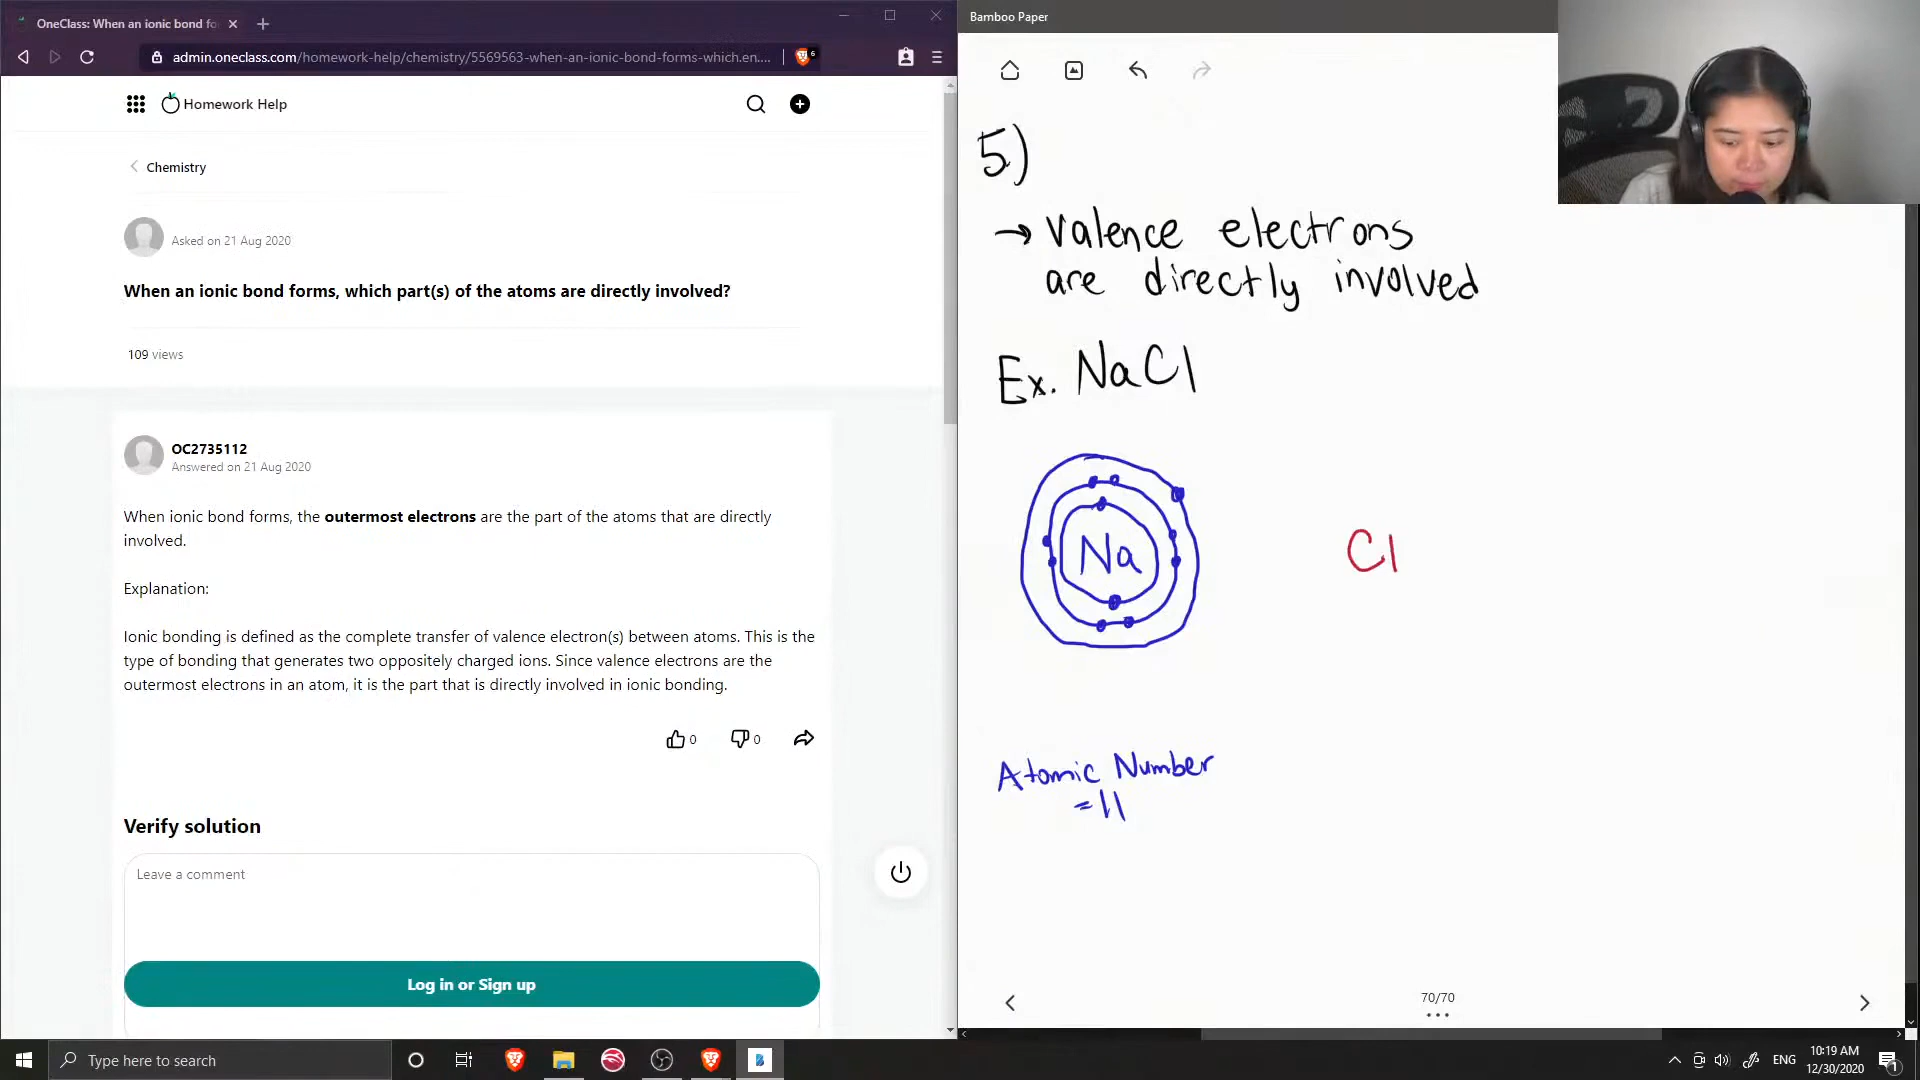 OneClass: When an ionic bond fo
admin.oneclass.com/homework-help/chemistry/5569563-when-an-ionic-bond-forms-which.en....
6
Homework Help
Chemistry
Asked on 21 Aug 2020
When an ionic bond forms, which part(s) of the atoms are directly involved?
109 views
OC2735112
Answered on 21 Aug 2020
When ionic bond forms, the outermost electrons are the part of the atoms that are directly
involved.
Explanation:
Ionic bonding is defined as the complete transfer of valence electron(s) between atoms. This is the
type of bonding that generates two oppositely charged ions. Since valence electrons are the
outermost electrons in an atom, it is the part that is directly involved in ionic bonding.
0
0
Verify solution
Leave a comment
Log in or Sign up
Bamboo Paper
5)
→ valence electrons
are directly involved
Ex. NaCl
Na
Cl
Atomic Number
=11
70/70
Type here to search
ENG
10:19 AM
12/30/2020
1